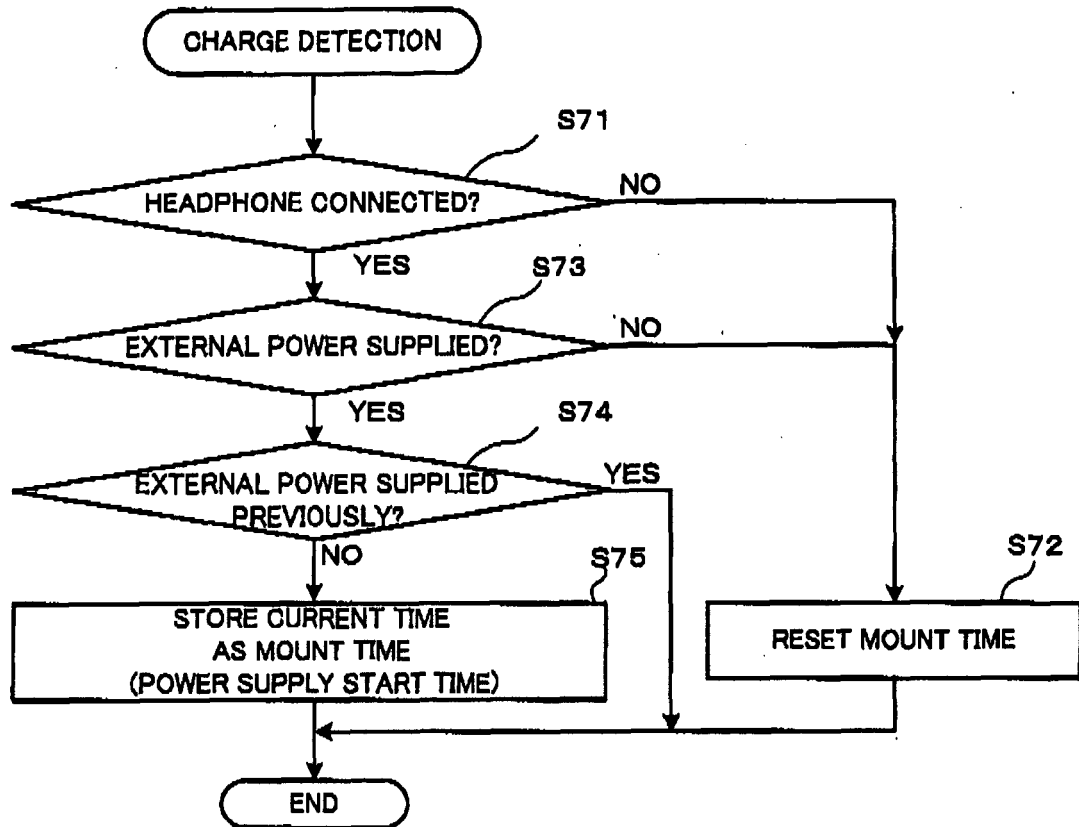 CHARGE DETECTION
S71
HEADPHONE CONNECTED?
NO
YES
S73
EXTERNAL POWER SUPPLIED?
NO
YES
S74
EXTERNAL POWER SUPPLIED
PREVIOUSLY?
YES
NO
S75
STORE CURRENT TIME
AS MOUNT TIME
(POWER SUPPLY START TIME)
S72
RESET MOUNT TIME
END